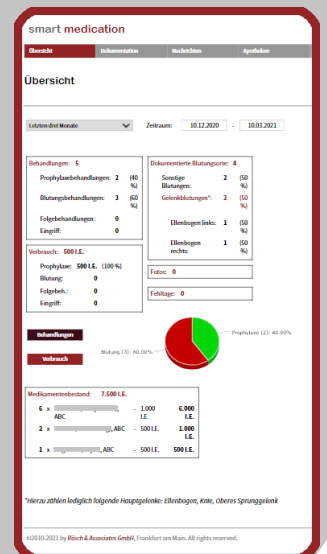 smart medication
Übersicht Dokumentation Nachrichten Apotheken
Übersicht
Letzten drei Monate Zeitraum: 10.12.2020 - 10.03.2021
Behandlungen: 5
Prophylaxebehandlungen: 2 (40 %)
Blutungsbehandlungen: 3 (60 %)
Folgebehandlungen: 0
Eingriff: 0
Dokumentierte Blutungsorte: 4
Sonstige Blutungen: 2 (50 %)
Gelenkblutungen*: 2 (50 %)
Ellenbogen links: 1 (50 %)
Ellenbogen rechts: 1 (50 %)
Verbrauch: 500 I.E.
Prophylaxe: 500 I.E. (100 %)
Blutung: 0
Folgebeh.: 0
Eingriff: 0
Fotos: 0
Fehltage: 0
Behandlungen
Verbrauch
Prophylaxe (2): 40.00%
Blutung (3): 60.00%
Medikamentenbestand: 7.500 I.E.
6 x , ABC - 1.000 I.E. 6.000 I.E.
2 x , ABC - 500 I.E. 1.000 I.E.
1 x , ABC - 500 I.E. 500 I.E.
*Hierzu zählen lediglich folgende Hauptgelenke: Ellenbogen, Knie, Oberes Sprunggelenk
©2010-2021 by Rösch & Associates GmbH, Frankfurt am Main. All rights reserved.